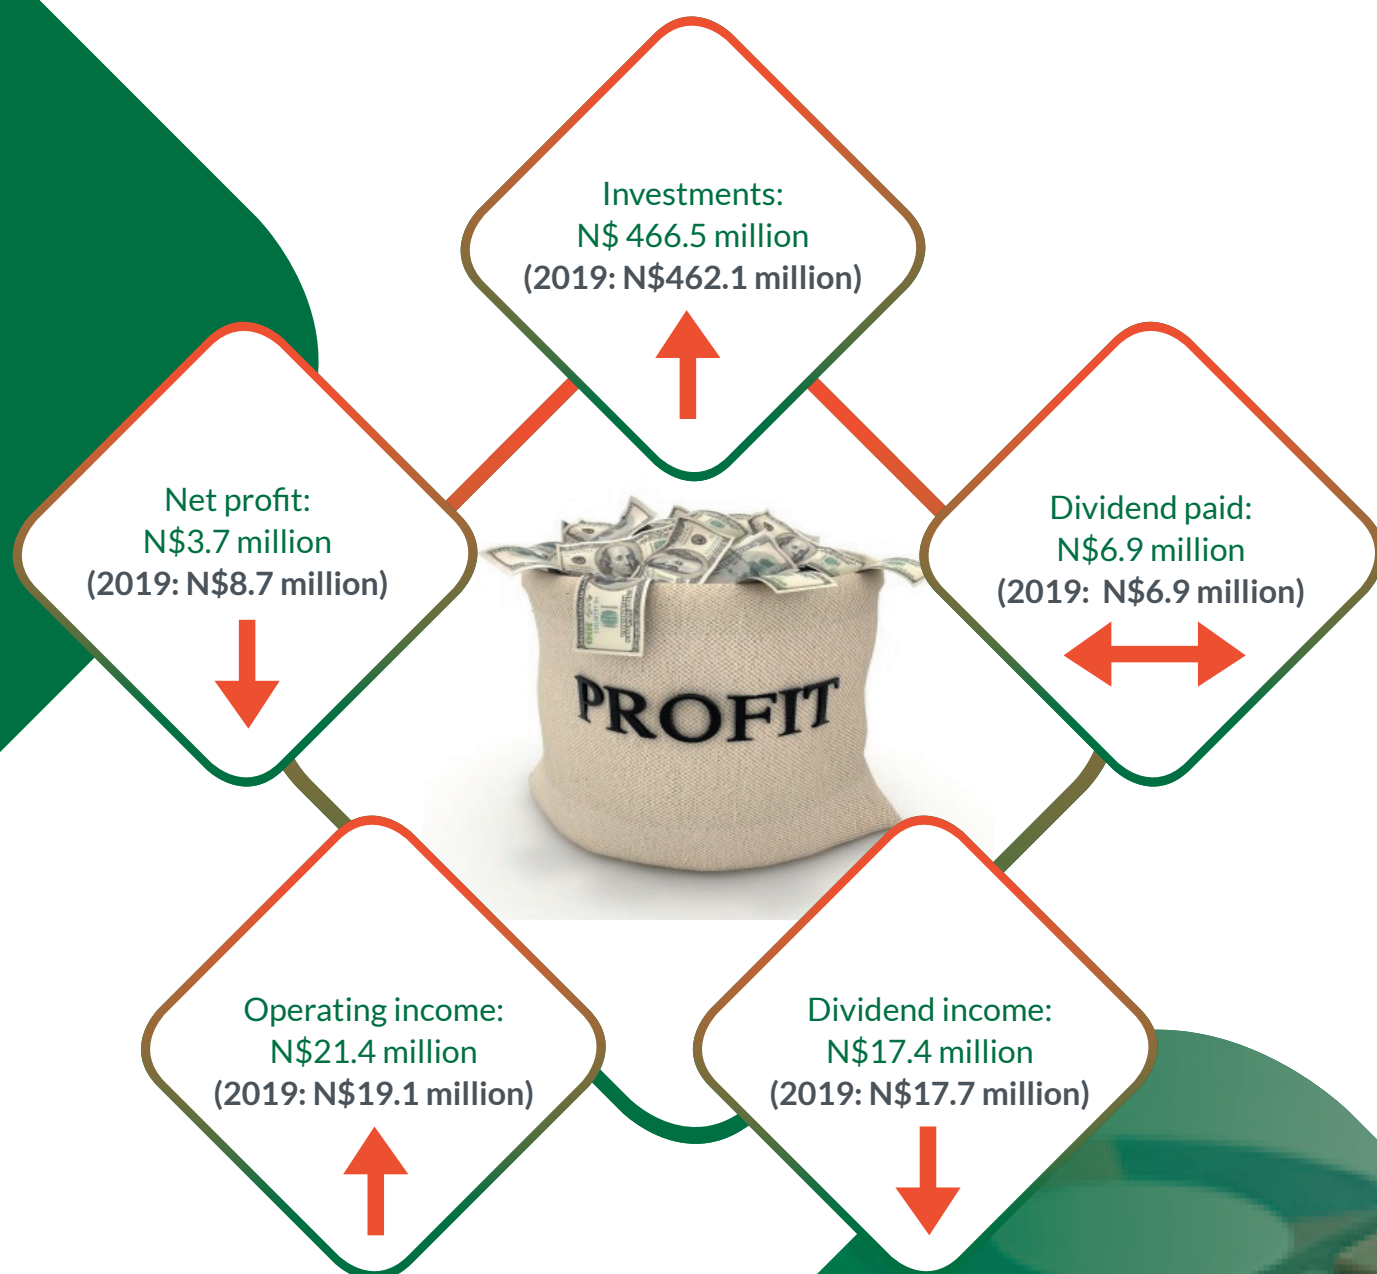 Investments:
N$ 466.5 million
(2019: N$462.1 million)
Net profit:
N$3.7 million
(2019: N$8.7 million)
Dividend paid:
N$6.9 million
(2019: N$6.9 million)
PROFIT
Operating income:
N$21.4 million
(2019: N$19.1 million)
Dividend income:
N$17.4 million
(2019: N$17.7 million)